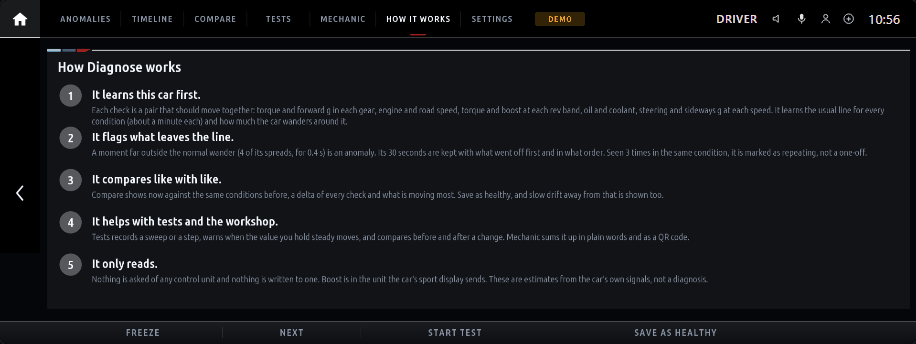 ANOMALIES TIMELINE COMPARE TESTS MECHANIC HOW IT WORKS SETTINGS DEMO DRIVER 10:56
How Diagnose works
1 It learns this car first.
Each check is a pair that should move together: torque and forward g in each gear, engine and road speed, torque and boost at each rev band, oil and coolant, steering and sideways g at each speed. It learns the usual line for every
condition (about a minute each) and how much the car wanders around it.
2 It flags what leaves the line.
A moment far outside the normal wander (4 of its spreads, for 0.4 s) is an anomaly. Its 30 seconds are kept with what went off first and in what order. Seen 3 times in the same condition, it is marked as repeating, not a one-off.
3 It compares like with like.
Compare shows now against the same conditions before, a delta of every check and what is moving most. Save as healthy, and slow drift away from that is shown too.
4 It helps with tests and the workshop.
Tests records a sweep or a step, warns when the value you hold steady moves, and compares before and after a change. Mechanic sums it up in plain words and as a QR code.
5 It only reads.
Nothing is asked of any control unit and nothing is written to one. Boost is in the unit the car's sport display sends. These are estimates from the car's own signals, not a diagnosis.
FREEZE NEXT START TEST SAVE AS HEALTHY